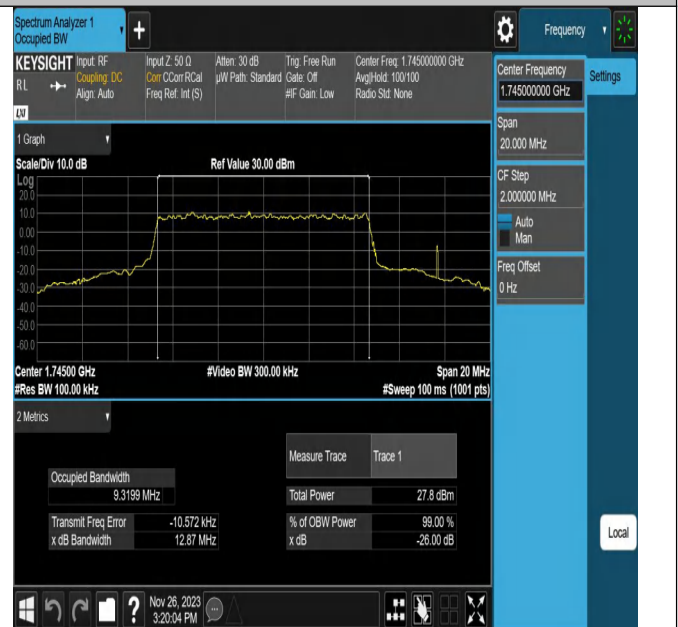 Spectrum Analyzer 1
Occupied BW
+
Frequency
KEYSIGHT
RL
LXI
Input: RF
Coupling: DC
Align: Auto
Input Z: 50 Ω
Corr CCorr RCal
Freq Ref: Int (S)
Atten: 30 dB
µW Path: Standard
Trig: Free Run
Gate: Off
#IF Gain: Low
Center Freq: 1.745000000 GHz
Avg|Hold: 100/100
Radio Std: None
Center Frequency
1.745000000 GHz
Settings
Span
20.000 MHz
CF Step
2.000000 MHz
Auto
Man
Freq Offset
0 Hz
1 Graph
Scale/Div 10.0 dB
Ref Value 30.00 dBm
Log
20.0
10.0
0.00
-10.0
-20.0
-30.0
-40.0
-50.0
-60.0
Center 1.74500 GHz
#Video BW 300.00 kHz
Span 20 MHz
#Res BW 100.00 kHz
#Sweep 100 ms (1001 pts)
2 Metrics
Measure Trace
Trace 1
Occupied Bandwidth
9.3199 MHz
Total Power
27.8 dBm
Transmit Freq Error
-10.572 kHz
% of OBW Power
99.00 %
x dB Bandwidth
12.87 MHz
x dB
-26.00 dB
Local
?
Nov 26, 2023
3:20:04 PM